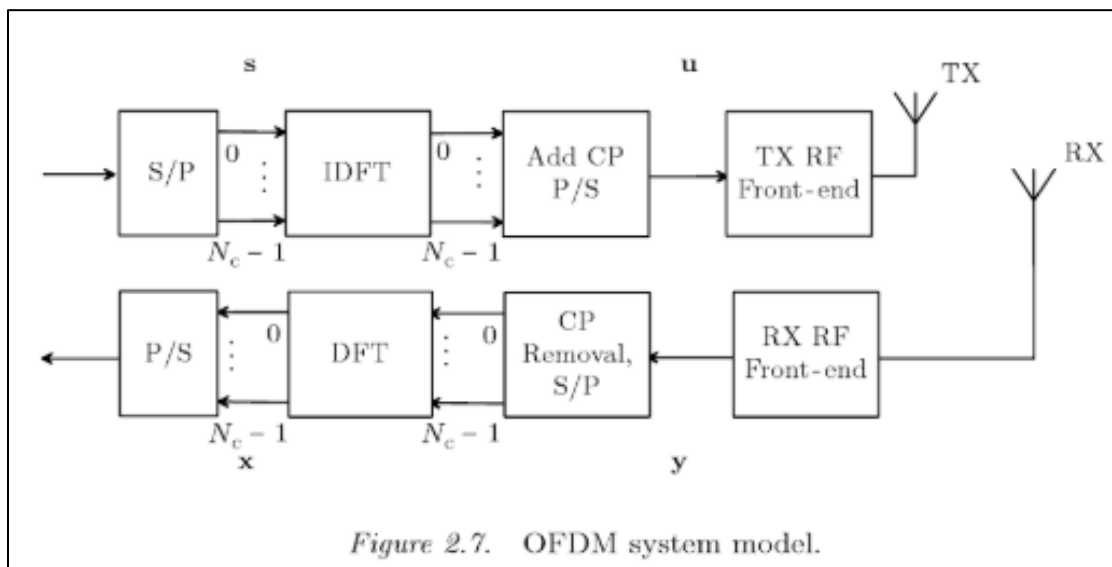 s
u
TX
RX
S/P
0
⋮
N_c − 1
IDFT
0
⋮
N_c − 1
Add CP
P/S
TX RF
Front-end
P/S
0
⋮
N_c − 1
DFT
0
⋮
N_c − 1
CP
Removal,
S/P
RX RF
Front-end
x
y
Figure 2.7. OFDM system model.